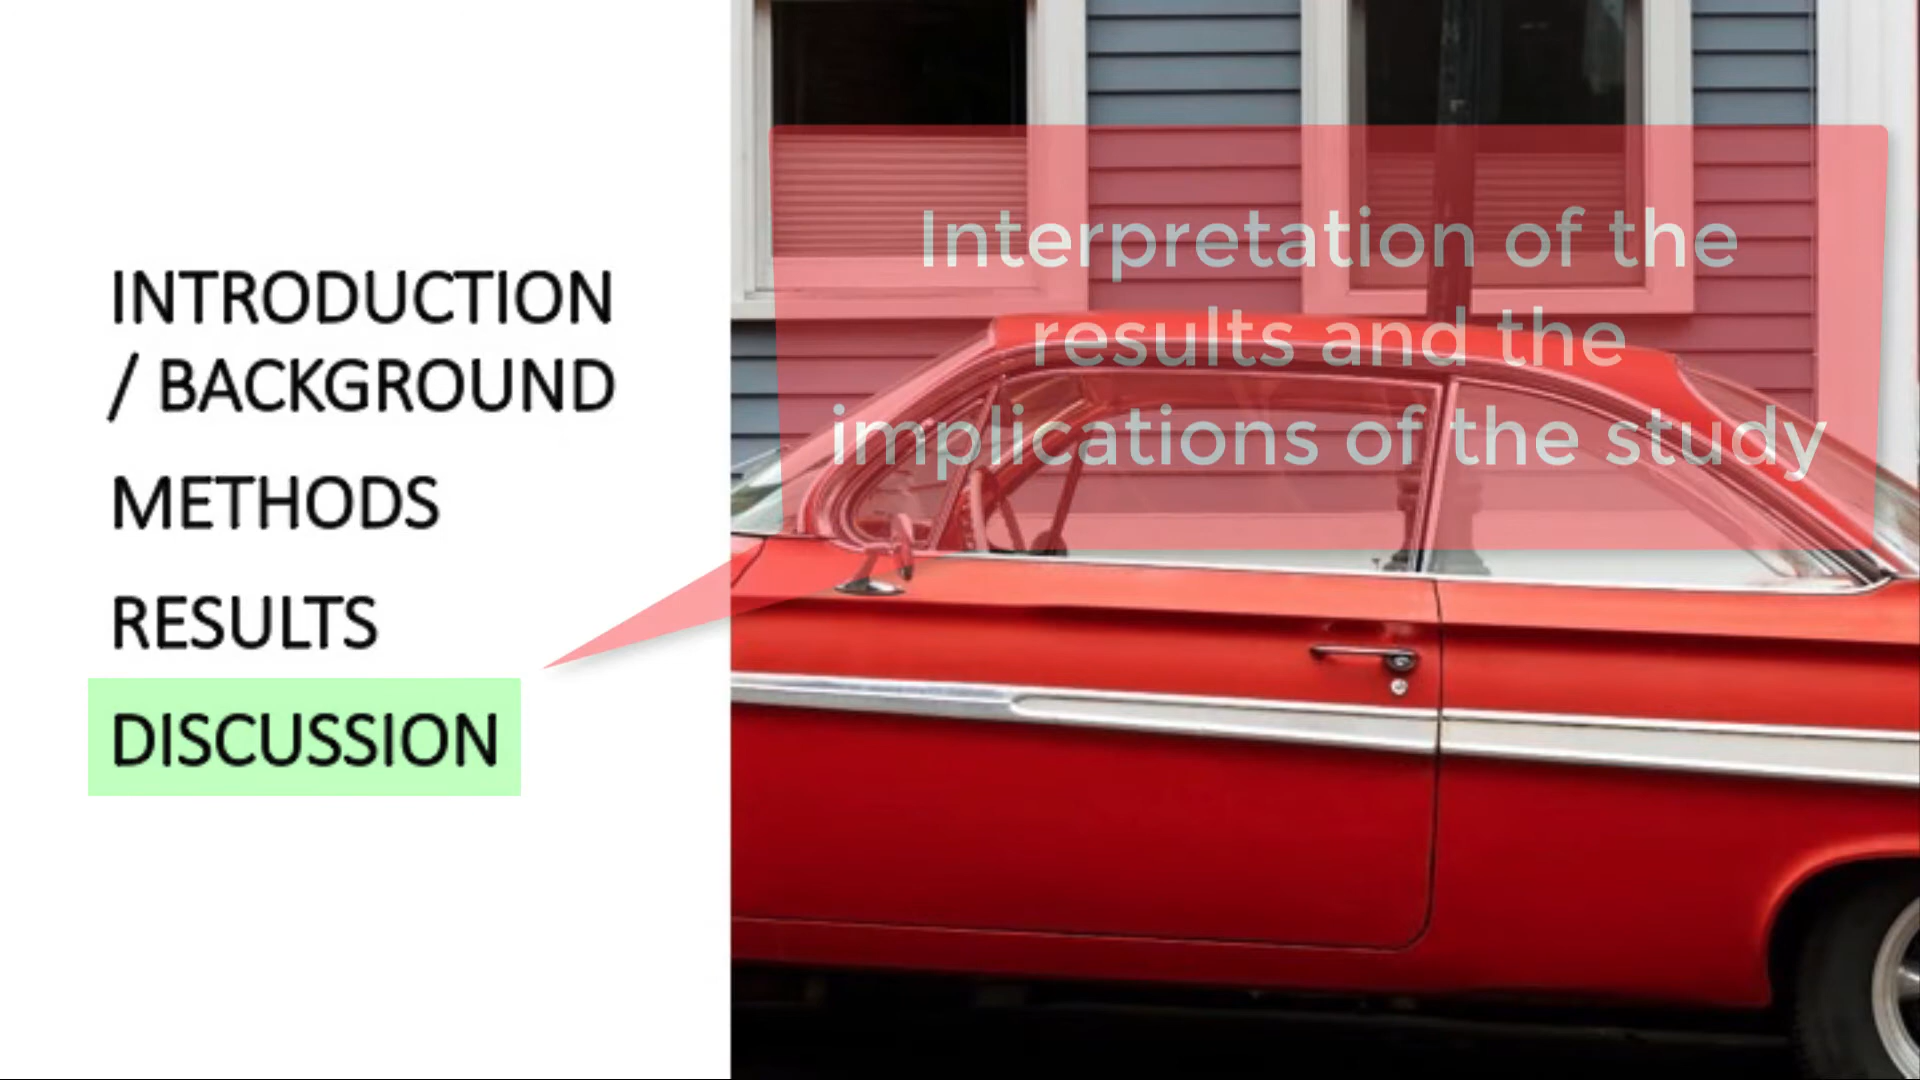 INTRODUCTION
/ BACKGROUND
METHODS
RESULTS
DISCUSSION
Interpretation of the
results and the
implications of the study